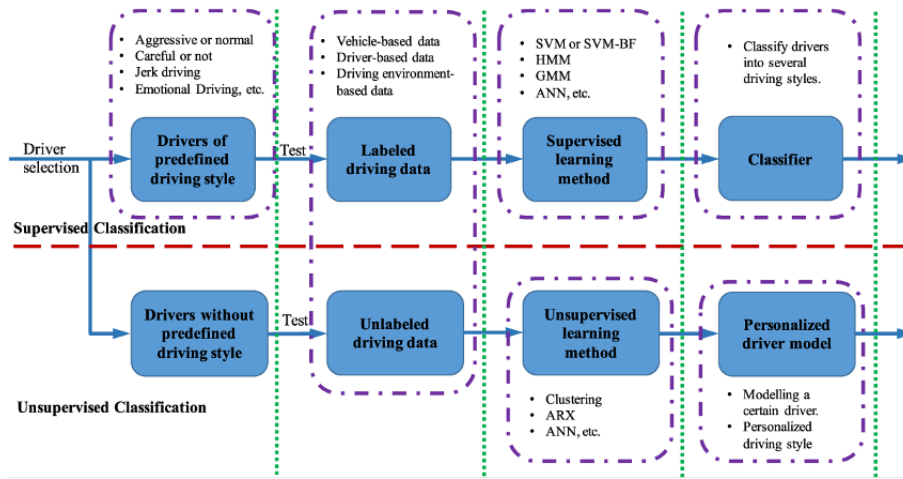 • Aggressive or normal
• Careful or not
• Jerk driving
• Emotional Driving, etc.
• Vehicle-based data
• Driver-based data
• Driving environment-
based data
• SVM or SVM-BF
• HMM
• GMM
• ANN, etc.
• Classify drivers
into several
driving styles.
Driver
selection
Drivers of
predefined
driving style
Test
Labeled
driving data
Supervised
learning
method
Classifier
Supervised Classification
Drivers without
predefined
driving style
Test
Unlabeled
driving data
Unsupervised
learning
method
Personalized
driver model
Unsupervised Classification
• Clustering
• ARX
• ANN, etc.
• Modelling a
certain driver.
• Personalized
driving style